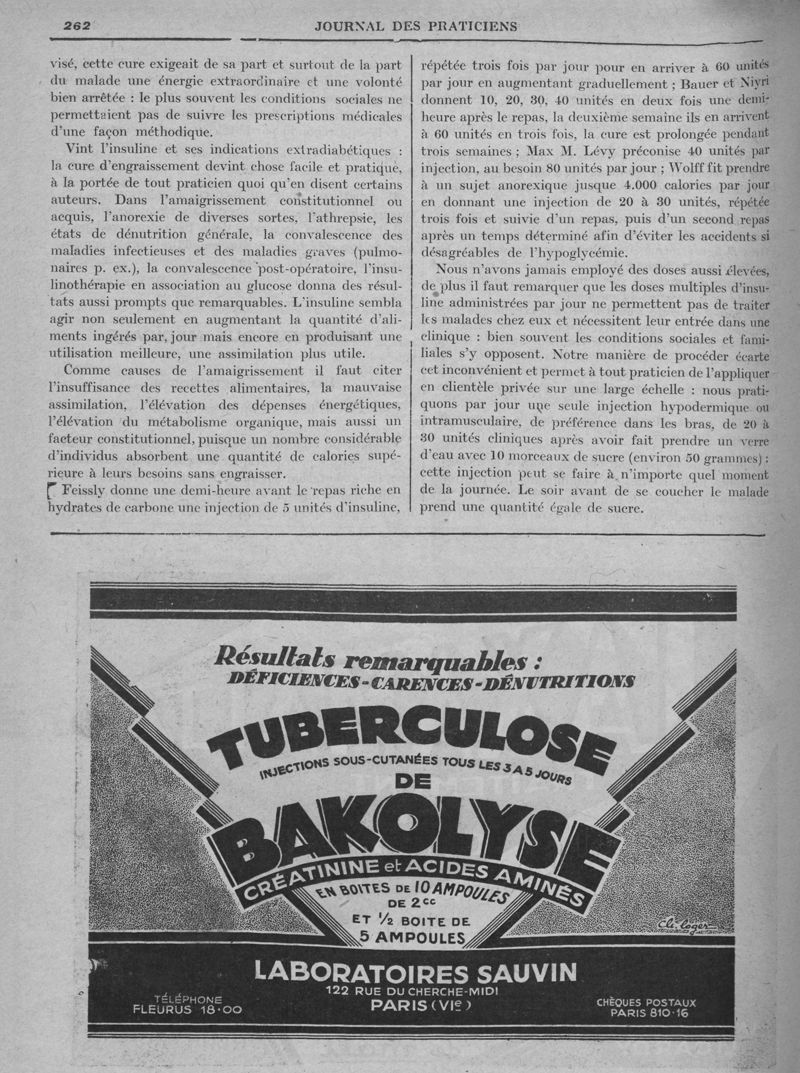 262
JOURNAL DES PRATICIENS
visé, cette cure exigeait de sa part et surtout de la part
du malade une énergie extraordinaire et une volonté
bien arrêtée : le plus souvent les conditions sociales ne
permettaient pas de suivre les prescriptions médicales
d'une façon méthodique.
Vint l'insuline et ses indications extradiabétiques :
la cure d'engraissement devint chose facile et pratique,
à la portée de tout praticien quoi qu'en disent certains
auteurs. Dans l'amaigrissement constitutionnel ou
acquis, l'anorexie de diverses sortes, l'athrepsie, les
états de dénutrition générale, la convalescence des
maladies infectieuses et des maladies graves (pulmo-
naires p. ex.), la convalescence post-opératoire, l'insu-
linothérapie en association au glucose donna des résul-
tats aussi prompts que remarquables. L'insuline sembla
agir non seulement en augmentant la quantité d'ali-
ments ingérés par jour mais encore en produisant une
utilisation meilleure, une assimilation plus utile.
Comme causes de l'amaigrissement il faut citer
l'insuffisance des recettes alimentaires, la mauvaise
assimilation, l'élévation des dépenses énergétiques,
l'élévation du métabolisme organique, mais aussi un
facteur constitutionnel, puisque un nombre considérable
d'individus absorbent une quantité de calories supé-
rieure à leurs besoins sans engraisser.
Feissly donne une demi-heure avant le repas riche en
hydrates de carbone une injection de 5 unités d'insuline,
répétée trois fois par jour pour en arriver à 60 unités
par jour en augmentant graduellement ; Bauer et Niyri
donnent 10, 20, 30, 40 unités en deux fois une demi-
heure après le repas, la deuxième semaine ils en arrivent
à 60 unités en trois fois, la cure est prolongée pendant
trois semaines ; Max M. Lévy préconise 40 unités par
injection, au besoin 80 unités par jour ; Wolff fit prendre
à un sujet anorexique jusque 4.000 calories par jour
en donnant une injection de 20 à 30 unités, répétée
trois fois et suivie d'un repas, puis d'un second repas
après un temps déterminé afin d'éviter les accidents si
désagréables de l'hypoglycémie.
Nous n'avons jamais employé des doses aussi élevées,
de plus il faut remarquer que les doses multiples d'insu-
line administrées par jour ne permettent pas de traiter
les malades chez eux et nécessitent leur entrée dans une
clinique : bien souvent les conditions sociales et fami-
liales s'y opposent. Notre manière de procéder écarte
cet inconvénient et permet à tout praticien de l'appliquer
en clientèle privée sur une large échelle : nous prati-
quons par jour une seule injection hypodermique ou
intramusculaire, de préférence dans les bras, de 20 à
30 unités cliniques après avoir fait prendre un verre
d'eau avec 10 morceaux de sucre (environ 50 grammes) :
cette injection peut se faire à n'importe quel moment
de la journée. Le soir avant de se coucher le malade
prend une quantité égale de sucre.
Résultats remarquables :
DÉFICIENCES - CARENCES - DÉNUTRITIONS
TUBERCULOSE
INJECTIONS SOUS-CUTANÉES TOUS LES 3 A 5 JOURS
DE
BAKOLYSE
CRÉATININE et ACIDES AMINÉS
EN BOITES DE 10 AMPOULES
DE 2cc
ET 1/2 BOITE DE
5 AMPOULES
Ch. Loger
LABORATOIRES SAUVIN
122 RUE DU CHERCHE-MIDI
PARIS (VIe)
TÉLÉPHONE
FLEURUS 18-00
CHÈQUES POSTAUX
PARIS 810-16